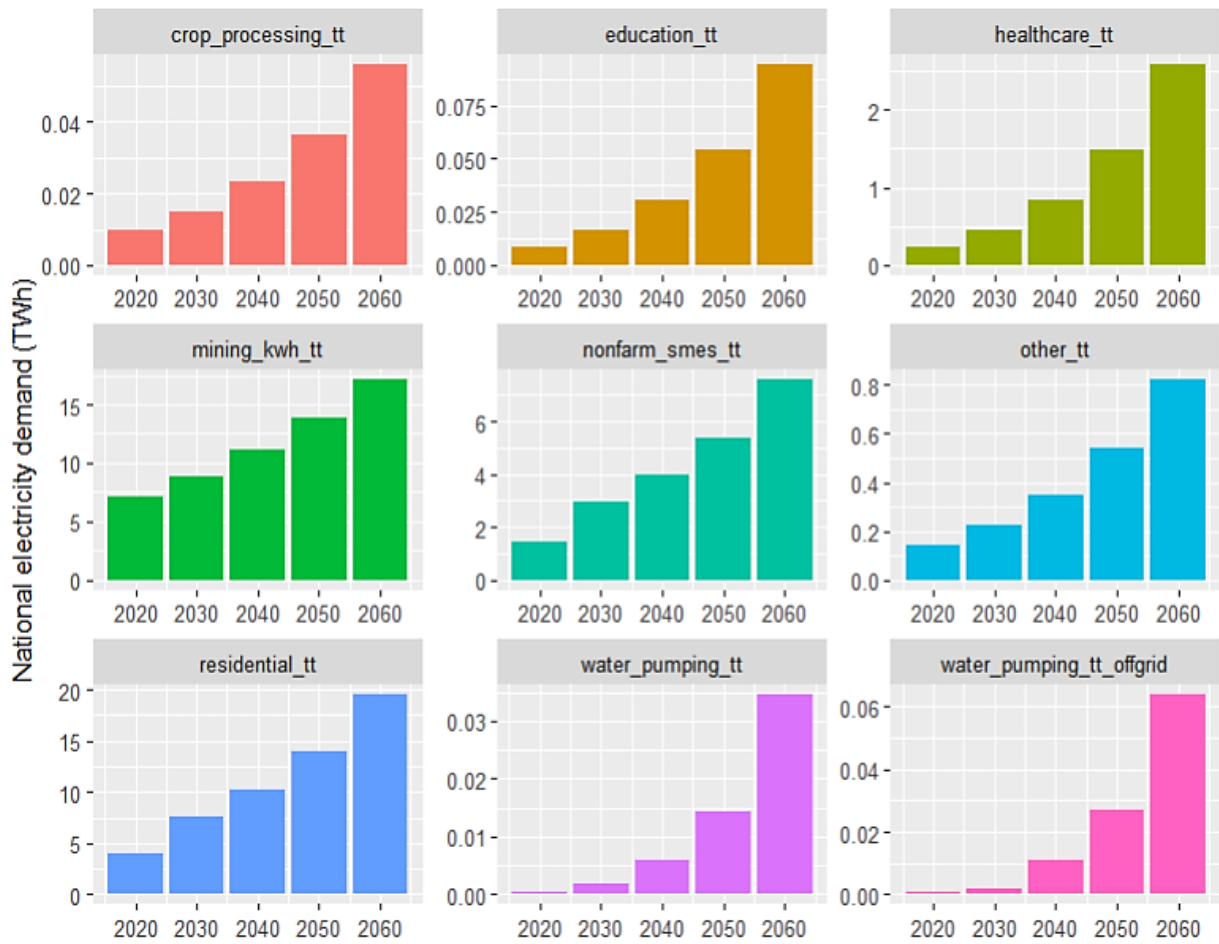 National electricity demand (TWh)
crop_processing_tt
0.04
0.02
0.00
2020 2030 2040 2050 2060
education_tt
0.075
0.050
0.025
0.000
2020 2030 2040 2050 2060
healthcare_tt
2
1
0
2020 2030 2040 2050 2060
mining_kwh_tt
15
10
5
0
2020 2030 2040 2050 2060
nonfarm_smes_tt
6
4
2
0
2020 2030 2040 2050 2060
other_tt
0.8
0.6
0.4
0.2
0.0
2020 2030 2040 2050 2060
residential_tt
20
15
10
5
0
2020 2030 2040 2050 2060
water_pumping_tt
0.03
0.02
0.01
0.00
2020 2030 2040 2050 2060
water_pumping_tt_offgrid
0.06
0.04
0.02
0.00
2020 2030 2040 2050 2060